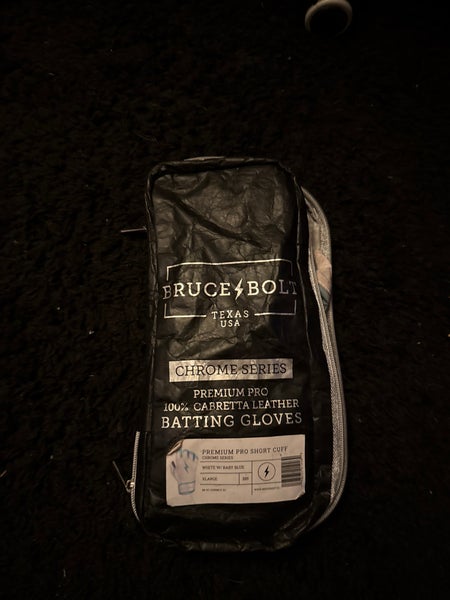 BRUCE BOLT
TEXAS
USA
CHROME SERIES
PREMIUM PRO
100% CABRETTA LEATHER
BATTING GLOVES
PREMIUM PRO SHORT CUFF
CHROME SERIES
WHITE W/ BABY BLUE
XLARGE